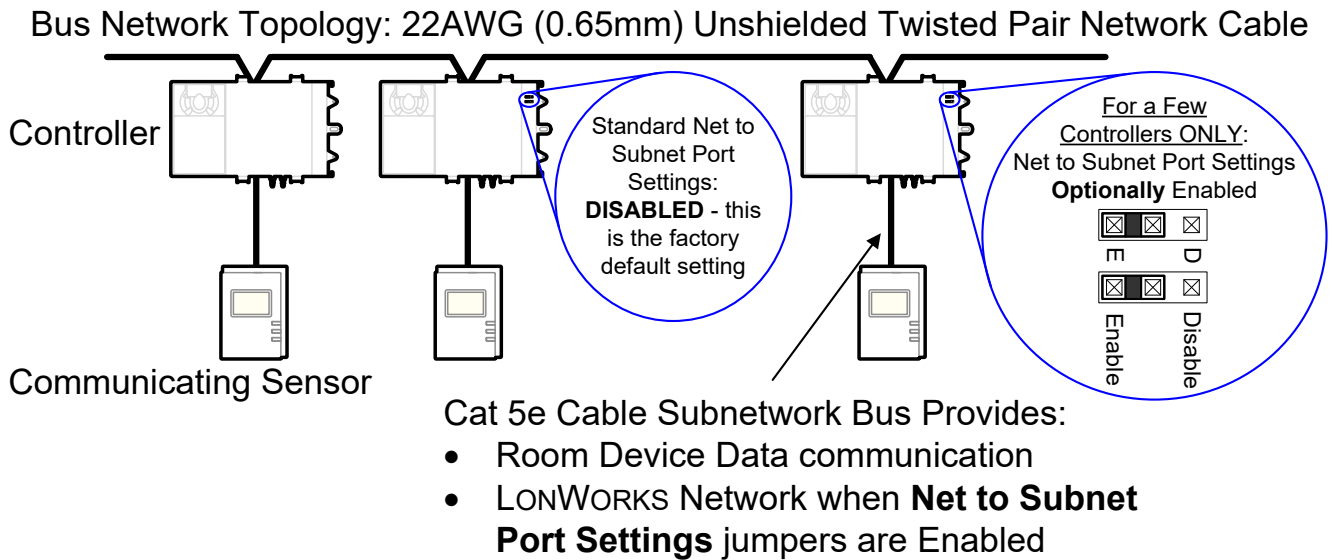 Bus Network Topology: 22AWG (0.65mm) Unshielded Twisted Pair Network Cable
Controller
Standard Net to
Subnet Port
Settings:
DISABLED - this
is the factory
default setting
For a Few
Controllers ONLY:
Net to Subnet Port Settings
Optionally Enabled
E
D
Enable
Disable
Communicating Sensor
Cat 5e Cable Subnetwork Bus Provides:
• Room Device Data communication
• LONWORKS Network when Net to Subnet
Port Settings jumpers are Enabled